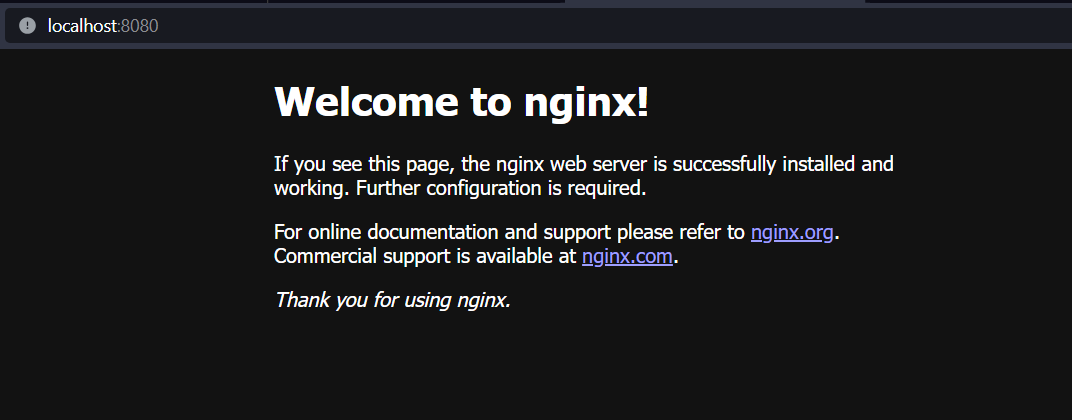 localhost:8080
Welcome to nginx!
If you see this page, the nginx web server is successfully installed and
working. Further configuration is required.
For online documentation and support please refer to nginx.org.
Commercial support is available at nginx.com.
Thank you for using nginx.